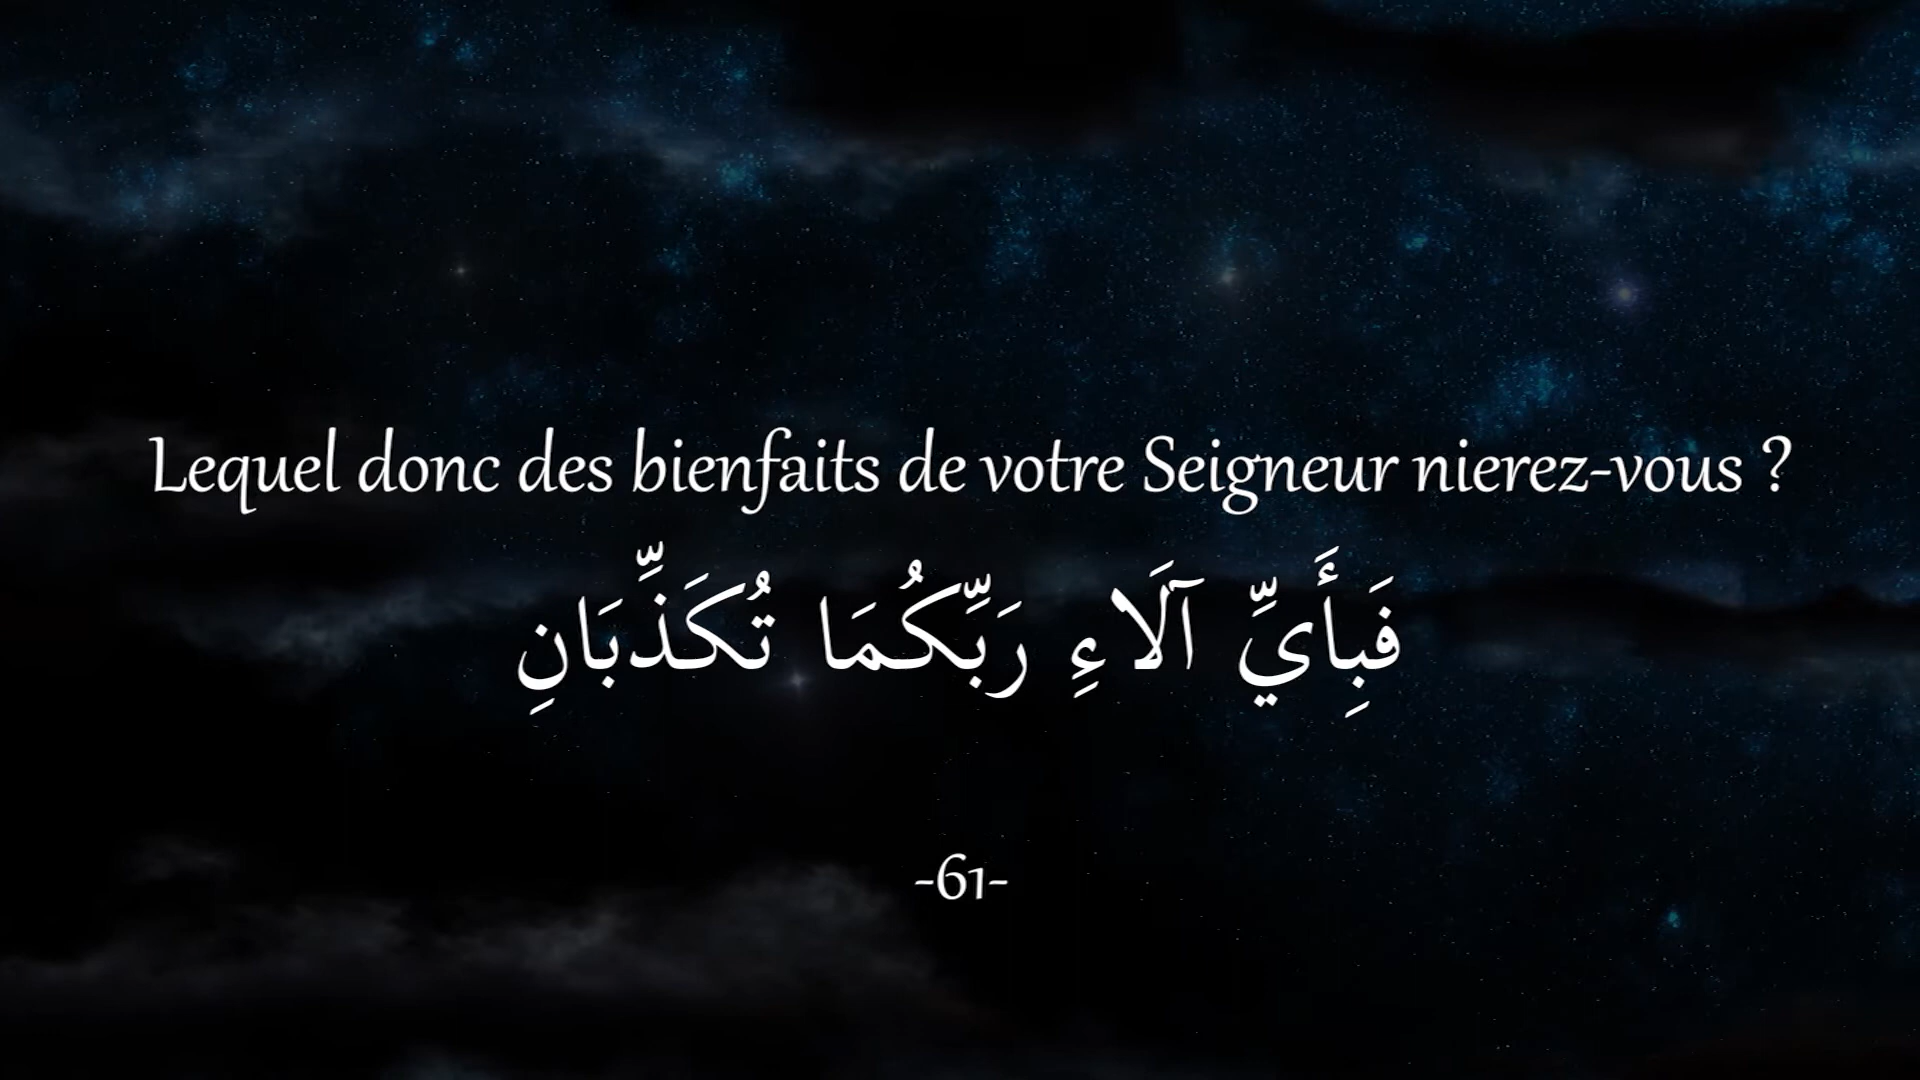 Lequel donc des bienfaits de votre Seigneur nierez-vous ?
فَبِأَيِّ آلَاءِ رَبِّكُمَا تُكَذِّبَانِ
-61-